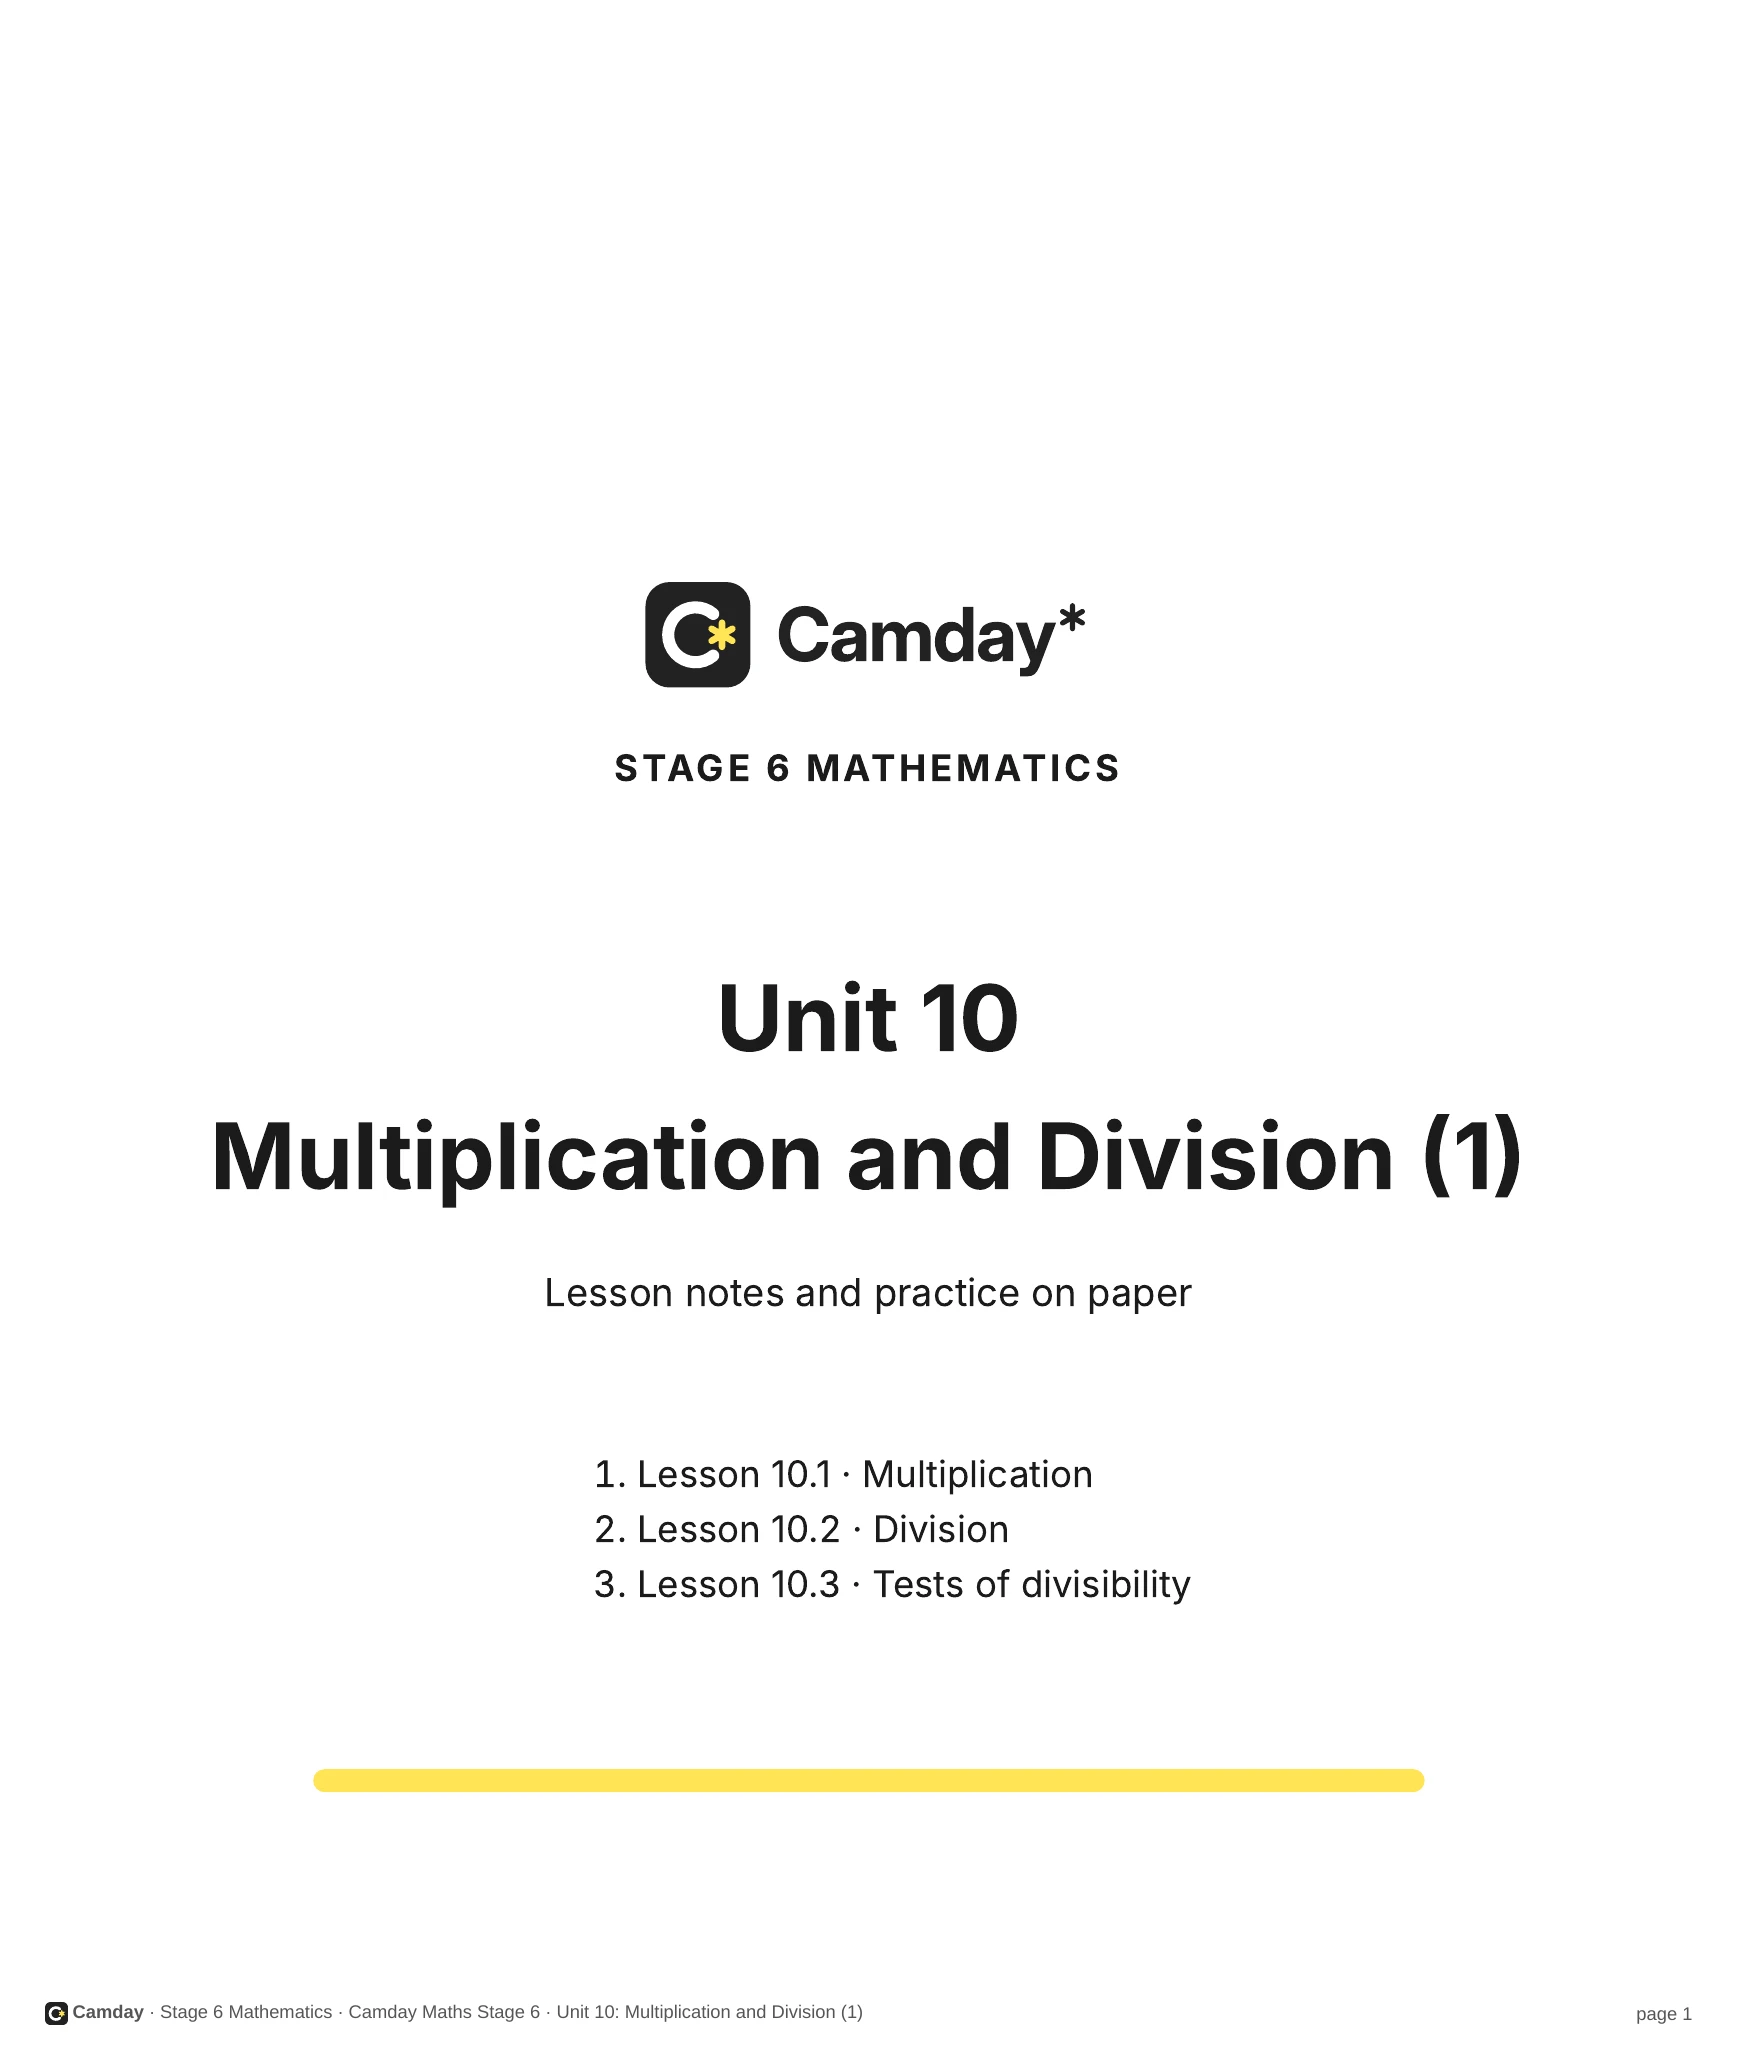 Camday*
STAGE 6 MATHEMATICS
Unit 10
Multiplication and Division (1)
Lesson notes and practice on paper
1. Lesson 10.1 · Multiplication
2. Lesson 10.2 · Division
3. Lesson 10.3 · Tests of divisibility
Camday · Stage 6 Mathematics · Camday Maths Stage 6 · Unit 10: Multiplication and Division (1)
page 1